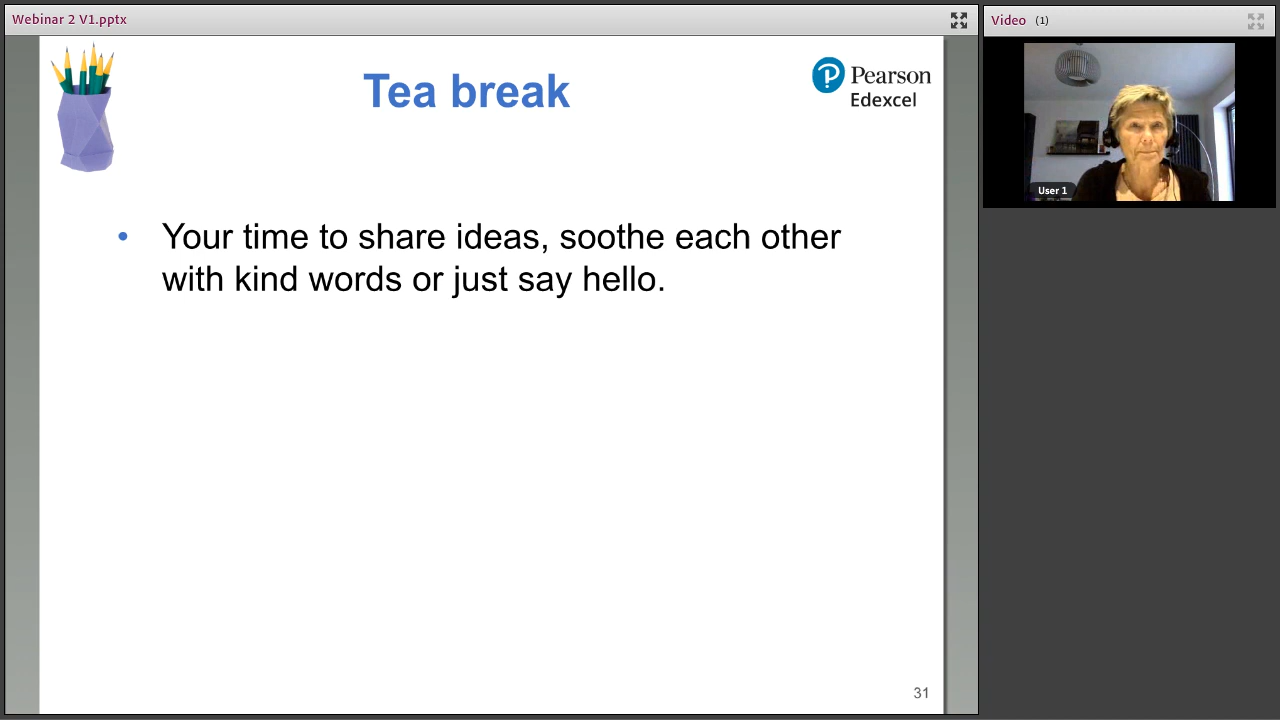 Webinar 2 V1.pptx
Video (1)
Tea break
Pearson
Edexcel
User 1
• Your time to share ideas, soothe each other
with kind words or just say hello.
31